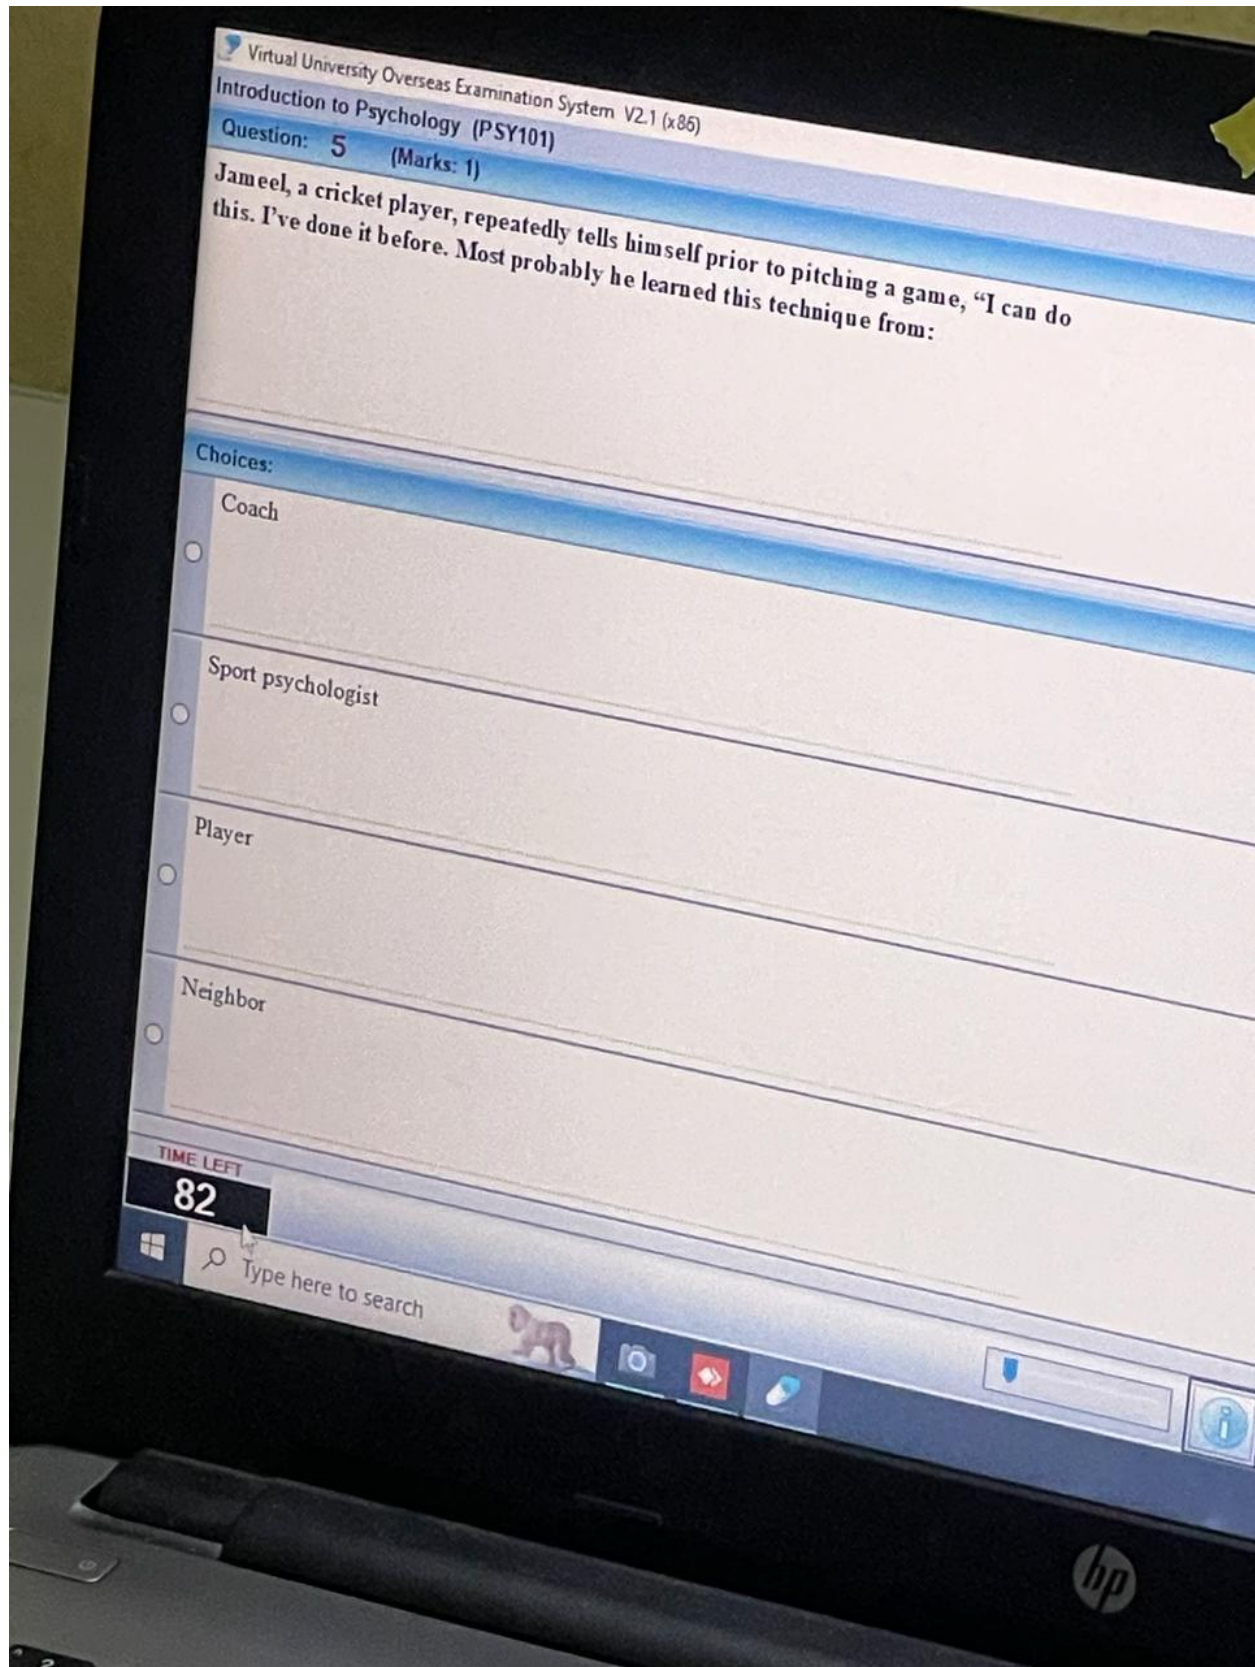 Virtual University Overseas Examination System V2.1 (x86)
Introduction to Psychology (PSY101)
Question: 5 (Marks: 1)
Jameel, a cricket player, repeatedly tells himself prior to pitching a game, “I can do
this. I’ve done it before. Most probably he learned this technique from:
Choices:
Coach
Sport psychologist
Player
Neighbor
TIME LEFT
82
Type here to search
hp